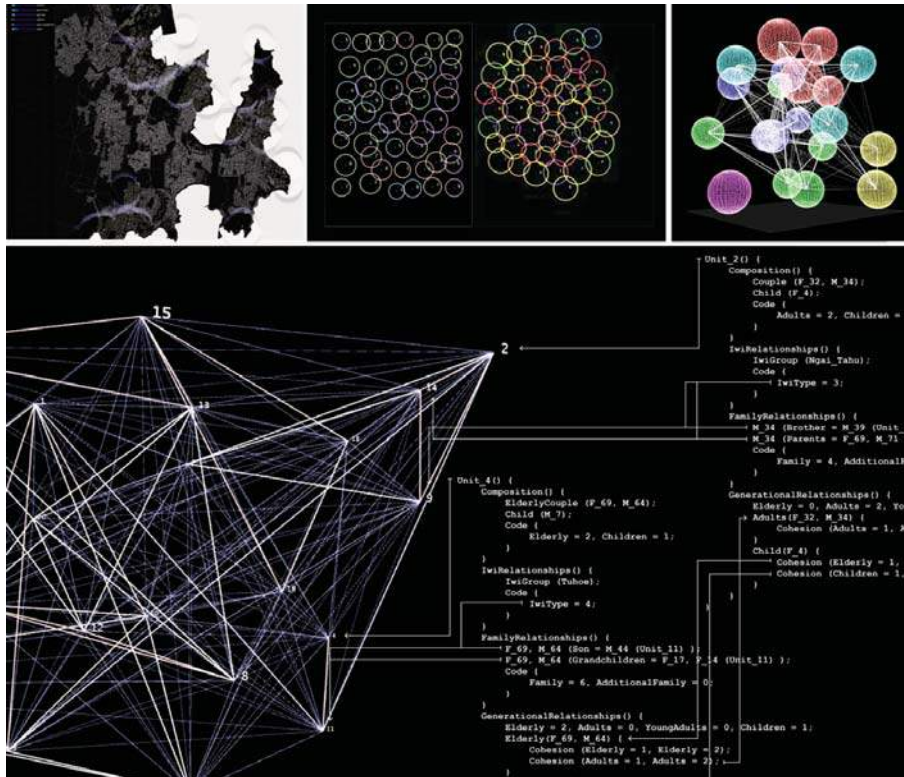 15
2
14
1
13
9
12
8
11
Unit_2() {
Composition() {
Couple (F_32, M_34);
Child (F_4);
Code {
Adults = 2, Children =
}
}
IwiRelationships() {
IwiGroup (Ngai_Tahu);
Code {
IwiType = 3;
}
}
FamilyRelationships() {
M_34 (Brother = M_39 (Unit_
M_34 (Parents = F_69, M_71
Code {
Family = 4, AdditionalF
}
}
GenerationalRelationships() {
Elderly = 0, Adults = 2, Yo
Adults(F_32, M_34) {
Cohesion (Adults = 1, A
}
Child(F_4) {
Cohesion (Elderly = 1,
Cohesion (Children = 1,
}
}
}
Unit_4() {
Composition() {
ElderlyCouple (F_69, M_64);
Child (M_7);
Code {
Elderly = 2, Children = 1;
}
}
IwiRelationships() {
IwiGroup (Tuhoe);
Code {
IwiType = 4;
}
}
FamilyRelationships() {
F_69, M_64 (Son = M_44 (Unit_11) );
F_69, M_64 (Grandchildren = F_17, F_14 (Unit_11) );
Code {
Family = 6, AdditionalFamily = 0;
}
}
GenerationalRelationships() {
Elderly = 2, Adults = 0, YoungAdults = 0, Children = 1;
Elderly(F_69, M_64) {
Cohesion (Elderly = 1, Elderly = 2);
Cohesion (Adults = 1, Adults = 2);
}